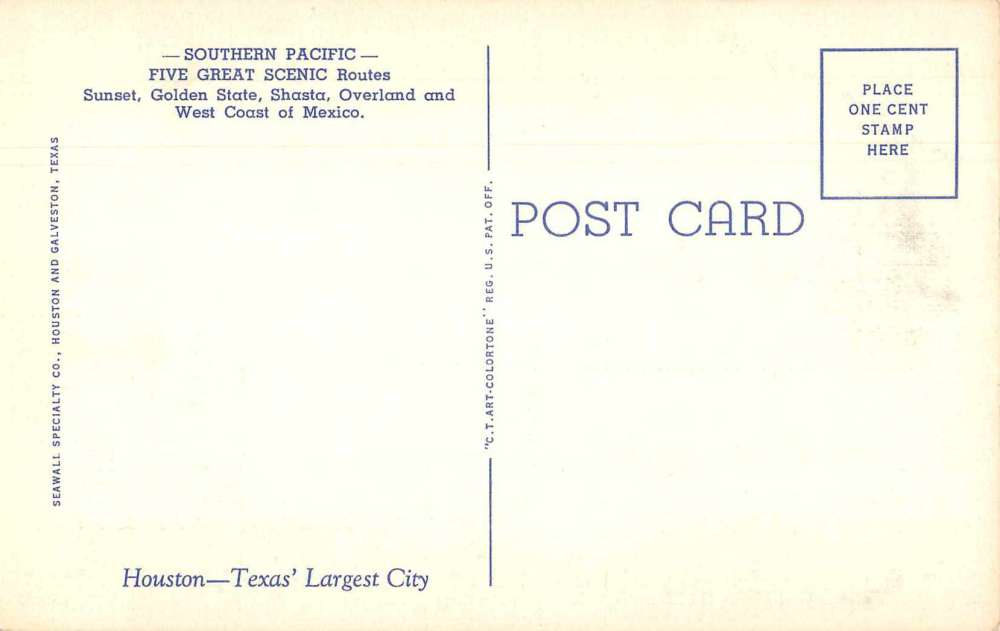 — SOUTHERN PACIFIC —
FIVE GREAT SCENIC Routes
Sunset, Golden State, Shasta, Overland and
West Coast of Mexico.
SEAWALL SPECIALTY CO., HOUSTON AND GALVESTON, TEXAS
Houston—Texas' Largest City
"C.T.ART-COLORTONE" REG. U.S. PAT. OFF.
POST CARD
PLACE
ONE CENT
STAMP
HERE